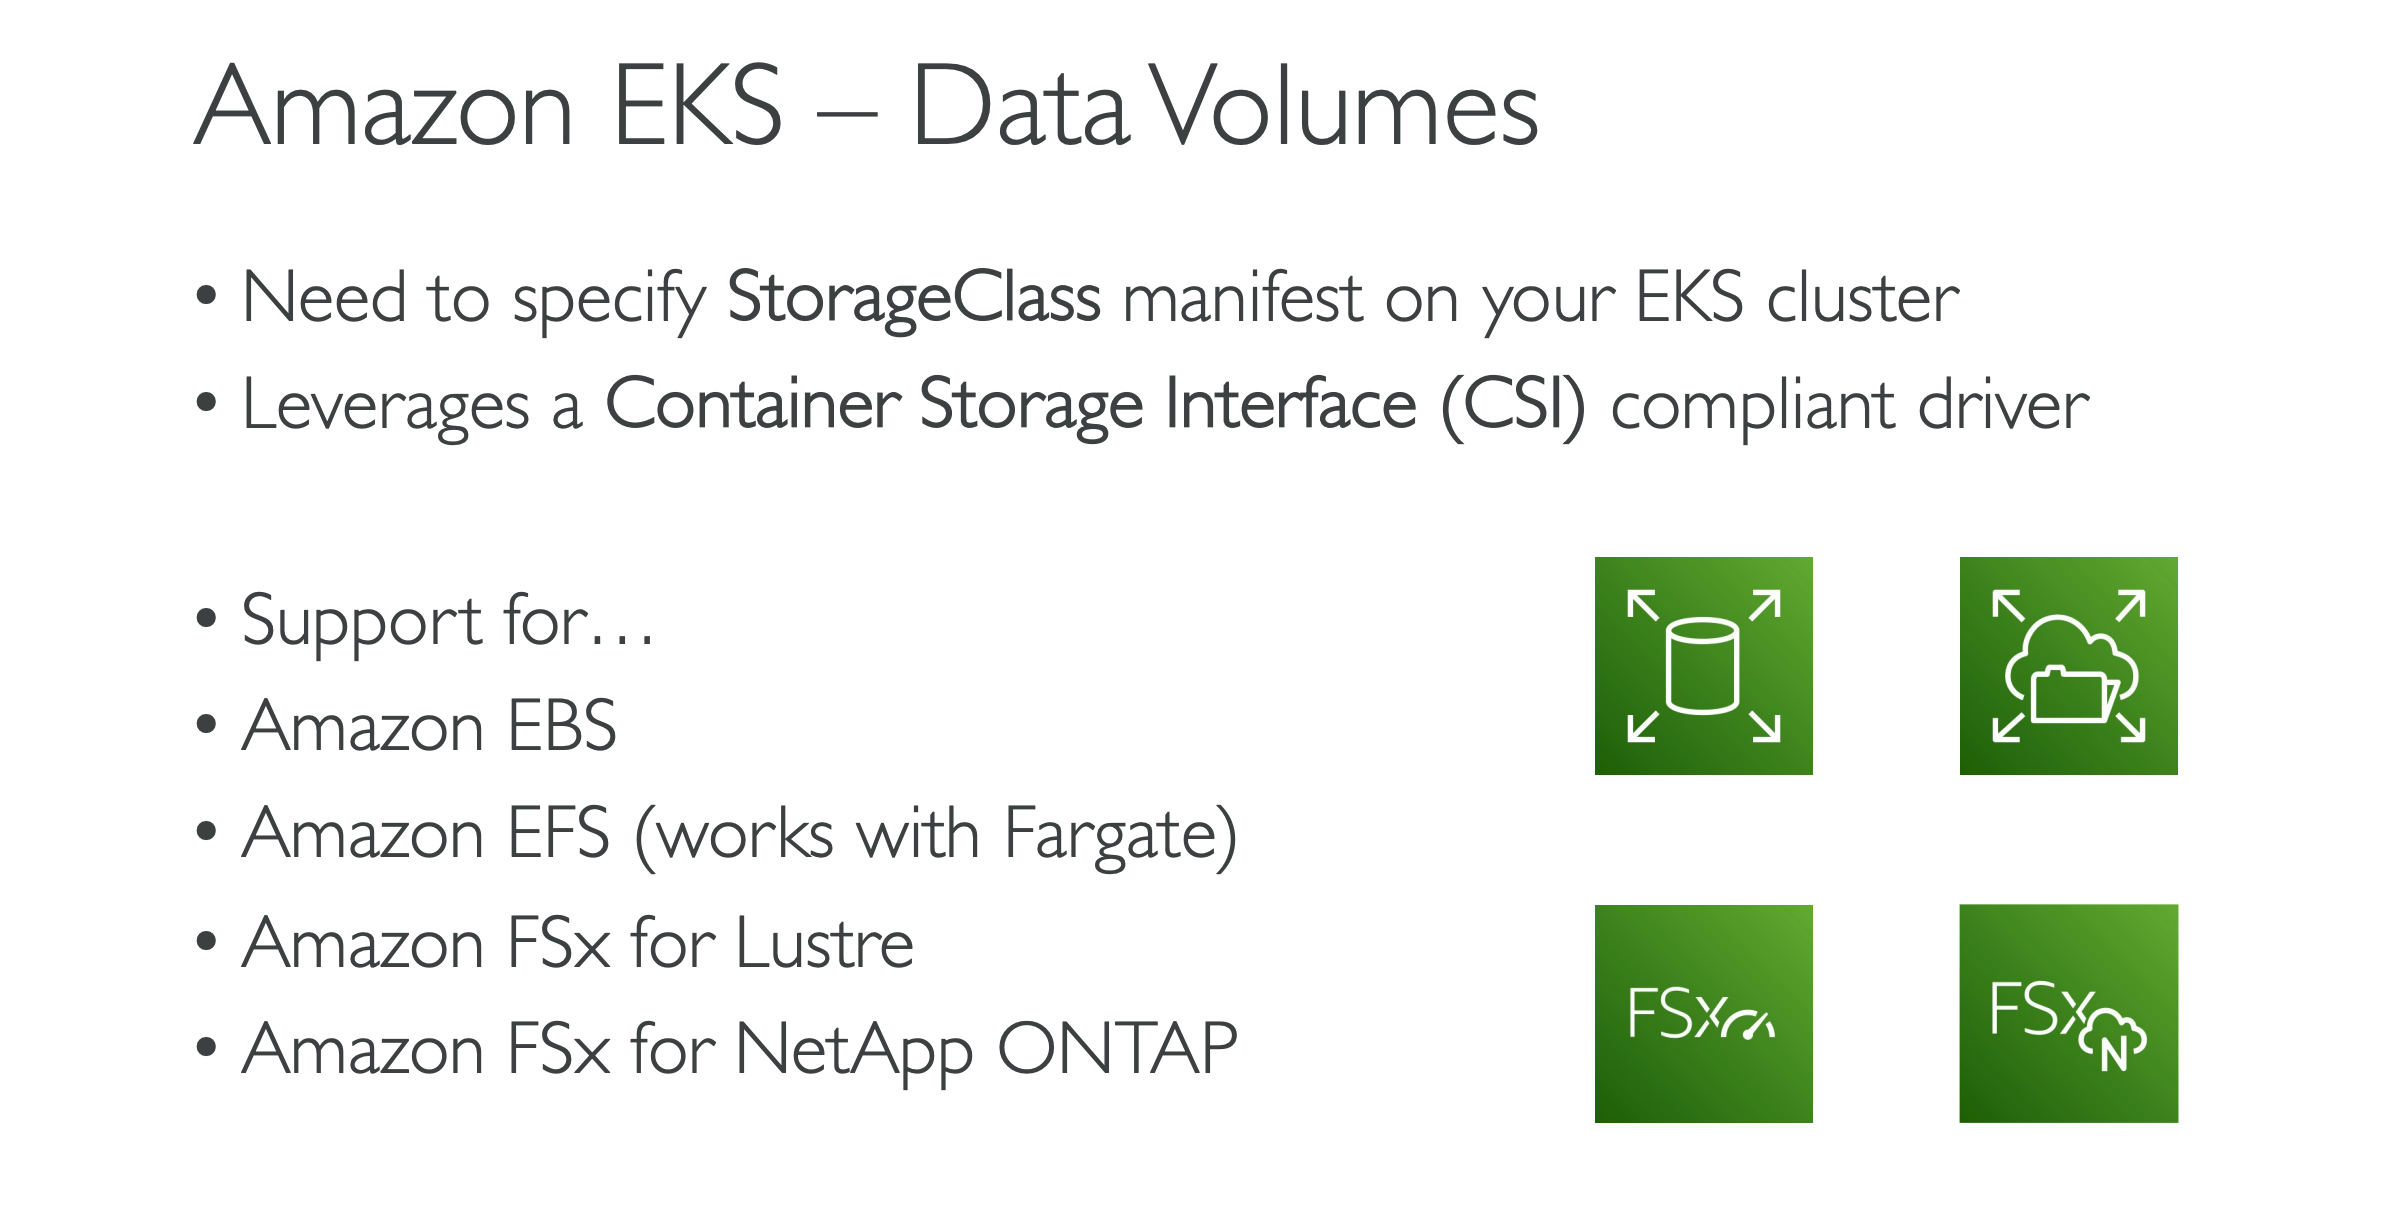 Amazon EKS – Data Volumes
• Need to specify StorageClass manifest on your EKS cluster
• Leverages a Container Storage Interface (CSI) compliant driver
• Support for…
• Amazon EBS
• Amazon EFS (works with Fargate)
• Amazon FSx for Lustre
• Amazon FSx for NetApp ONTAP
FSx
FSx
N